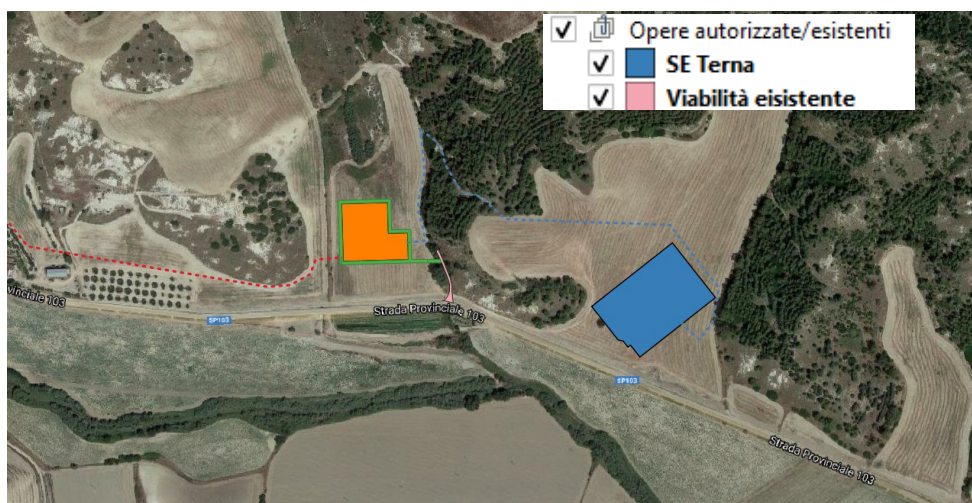 Opere autorizzate/esistenti
SE Terna
Viabilità eisistente
vinciale 103
SP103
Strada Provinciale 103
SP103
Strada Provinciale 103